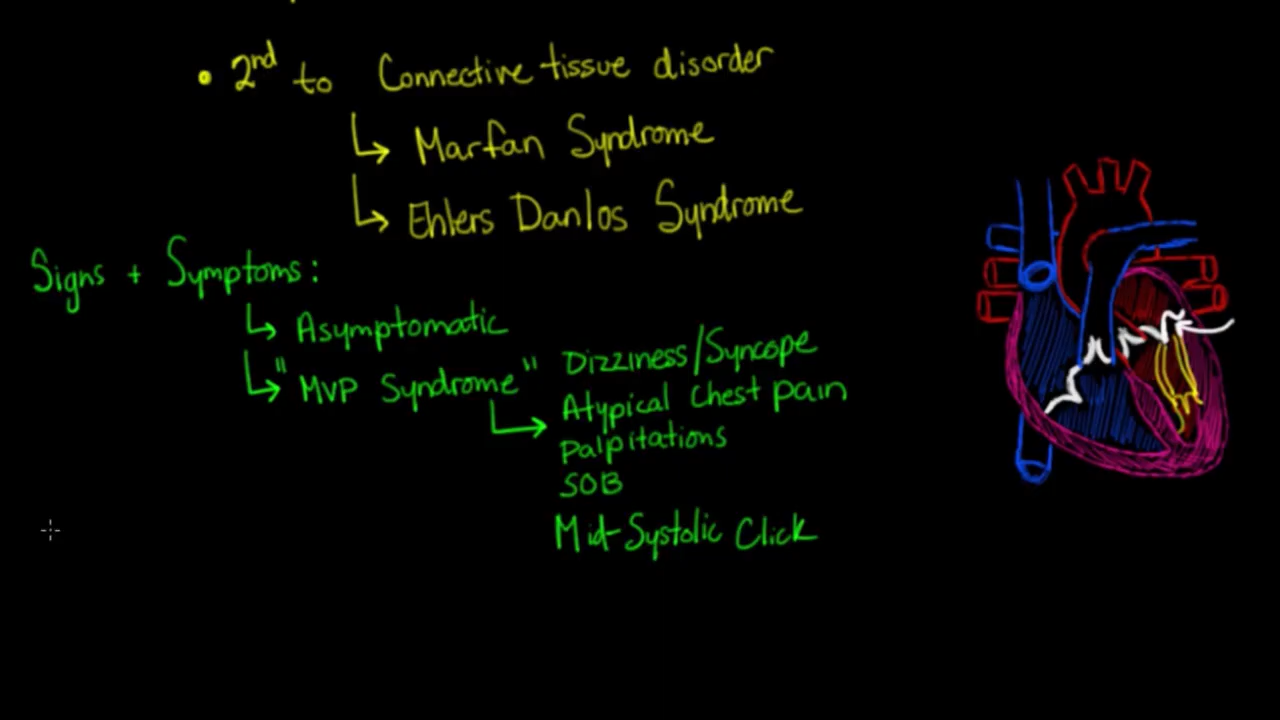 • 2nd to Connective tissue disorder
↳ Marfan Syndrome
↳ Ehlers Danlos Syndrome
Signs + Symptoms:
↳ Asymptomatic
↳ "MVP Syndrome"
↳ Dizziness/Syncope
Atypical Chest pain
palpitations
SOB
Mid-Systolic Click